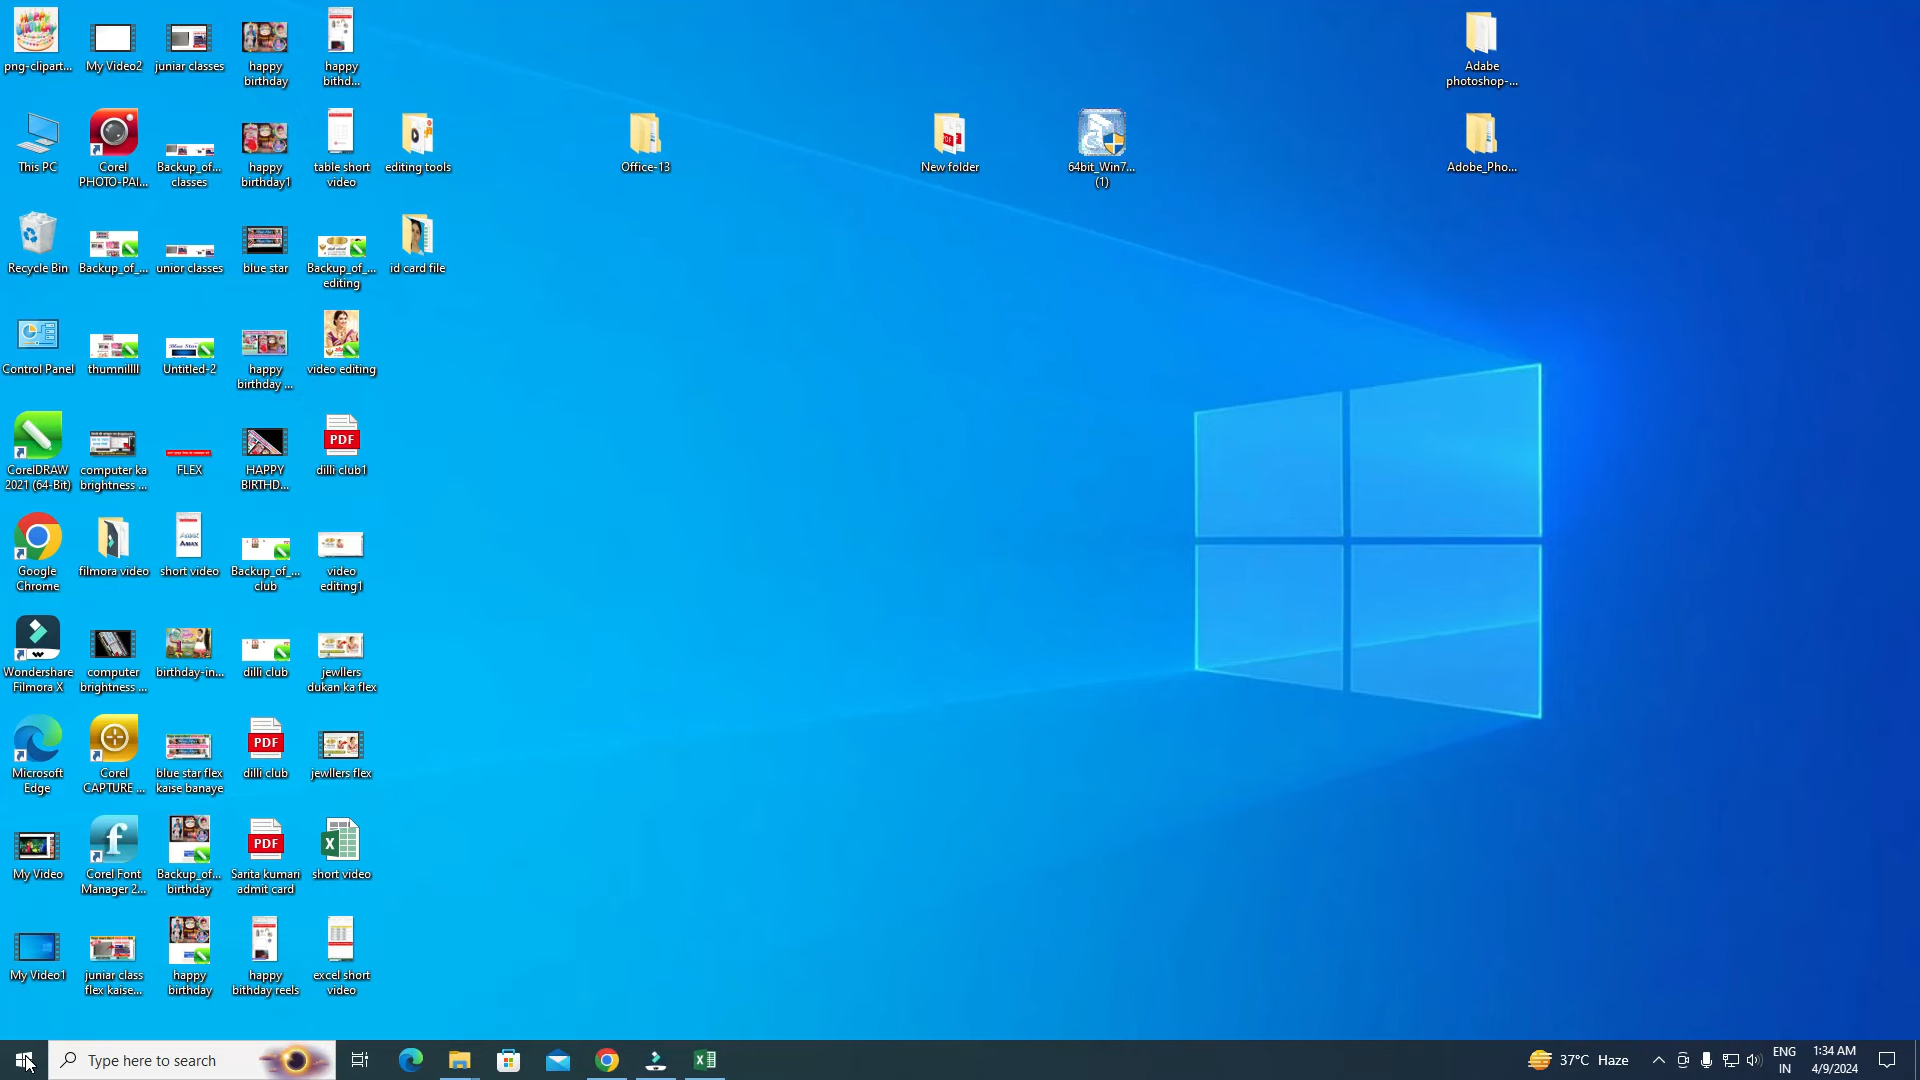 png-clipart...
My Video2
juniar classes
happy
birthday
happy
bithd...
Adabe
photoshop-...
This PC
Corel
PHOTO-PAI...
Backup_of...
classes
happy
birthday1
table short
video
editing tools
Office-13
New folder
64bit_Win7...
(1)
Adobe_Pho...
Recycle Bin
Backup_of_...
unior classes
blue star
Backup_of_...
editing
id card file
Control Panel
thumnillll
Untitled-2
happy
birthday ...
video editing
CorelDRAW
2021 (64-Bit)
computer ka
brightness ...
FLEX
HAPPY
BIRTHD...
PDF
dilli club1
Google
Chrome
filmora video
short video
Backup_of_...
club
video
editing1
Wondershare
Filmora X
computer
brightness ...
birthday-in...
dilli club
jewllers
dukan ka flex
Microsoft
Edge
Corel
CAPTURE ...
blue star flex
kaise banaye
PDF
dilli club
jewllers flex
My Video
Corel Font
Manager 2...
Backup_of...
birthday
PDF
Sarita kumari
admit card
short video
My Video1
juniar class
flex kaise...
happy
birthday
happy
bithday reels
excel short
video
Type here to search
37°C Haze
ENG
IN
1:34 AM
4/9/2024